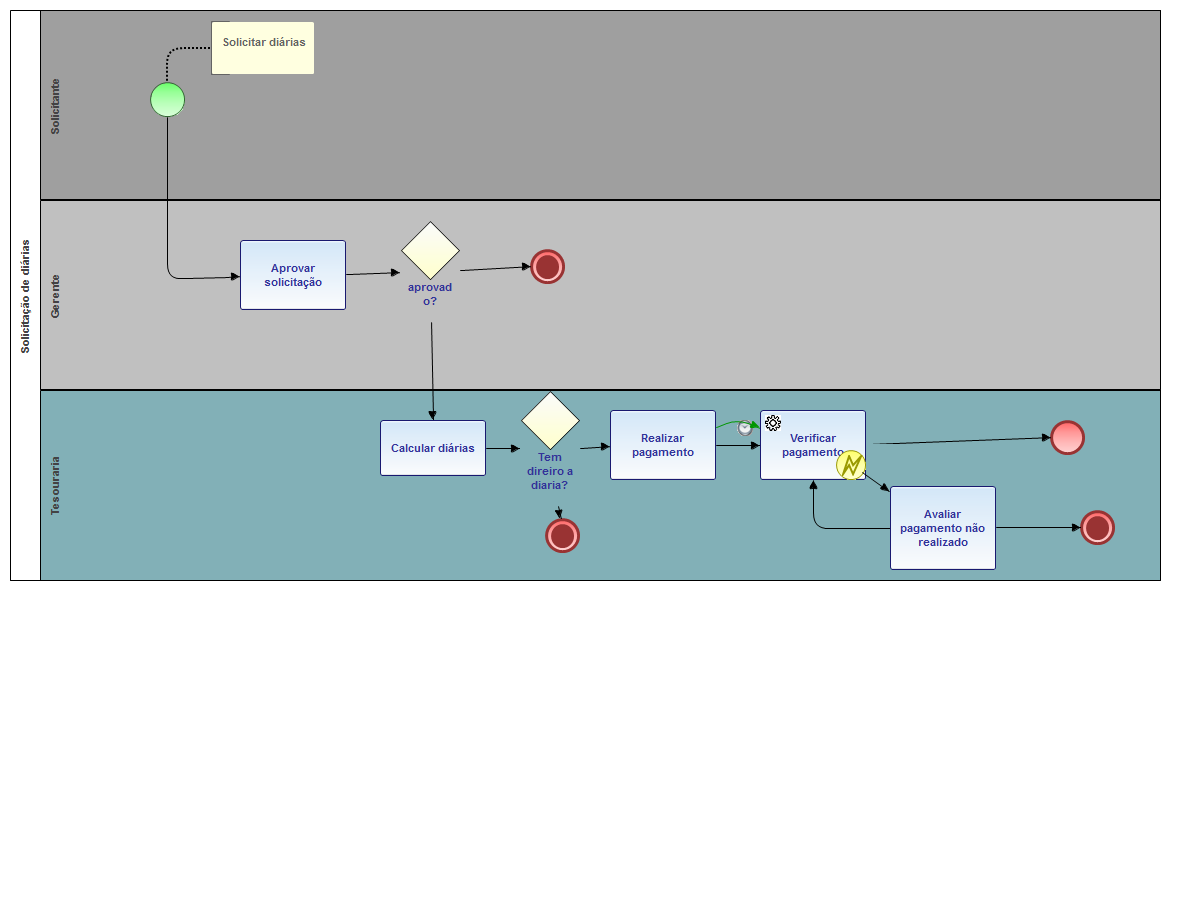 Solicitação de diárias
Solicitante
Solicitar diárias
Gerente
Aprovar
solicitação
aprovad
o?
Tesouraria
Calcular diárias
Tem
direiro a
diaria?
Realizar
pagamento
Verificar
pagamento
Avaliar
pagamento não
realizado